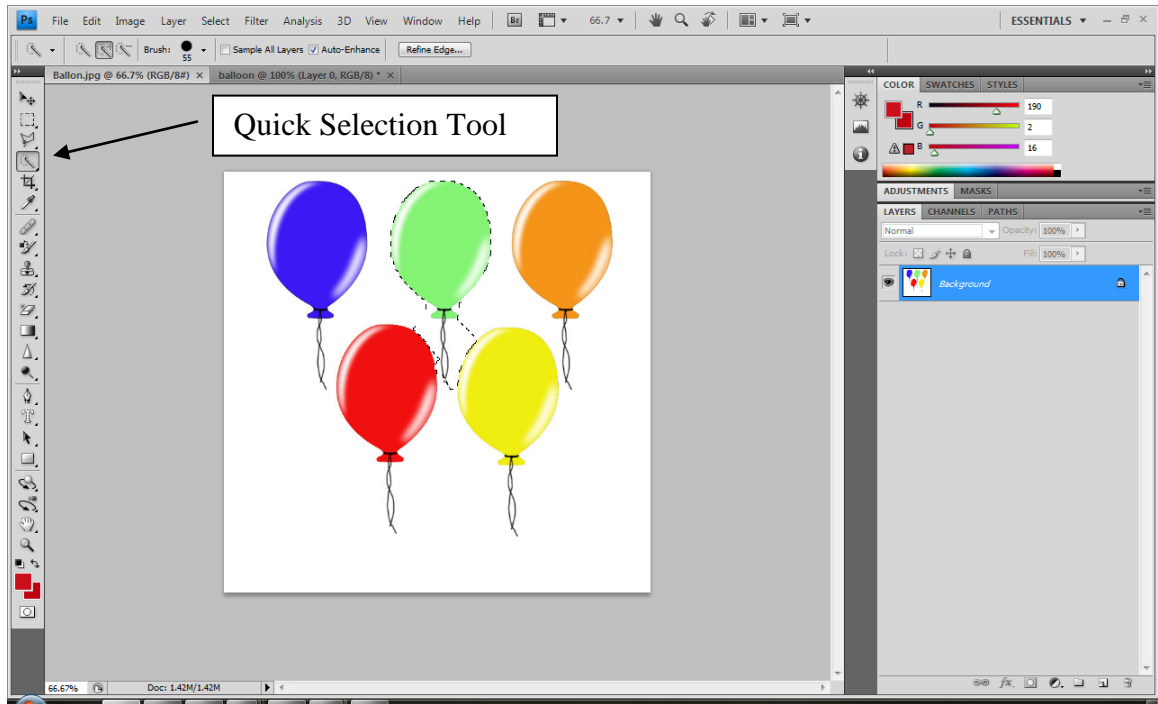 Ps File Edit Image Layer Select Filter Analysis 3D View Window Help Br 66.7 ESSENTIALS
Brush: 55 Sample All Layers Auto-Enhance Refine Edge...
Ballon.jpg @ 66.7% (RGB/8#) × balloon @ 100% (Layer 0, RGB/8) * ×
Quick Selection Tool
COLOR SWATCHES STYLES
R 190
G 2
B 16
ADJUSTMENTS MASKS
LAYERS CHANNELS PATHS
Normal Opacity: 100%
Lock: Fill: 100%
Background
66.67% Doc: 1.42M/1.42M